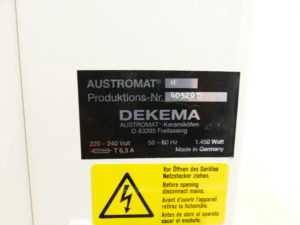 AUSTROMAT® M
Produktions-Nr.
DEKEMA
AUSTROMAT-Keramiköfen
D-83395 Freilassing
220 - 240 Volt 50 - 60 Hz 1.450 Watt
T 6,3 A Made in Germany
Vor Öffnen des Gerätes
Netzstecker ziehen.
Before opening
disconnect mains.
Avant d'ouvrir l'appareil
retirez la fiche mâle.
Antes de abrir el aparato
sacar el enchufe.